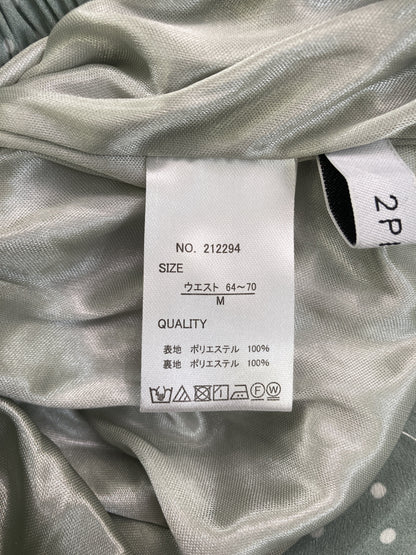 NO. 212294
SIZE
ウエスト 64～70
M
QUALITY
表地 ポリエステル 100%
裏地 ポリエステル 100%
F W
2P